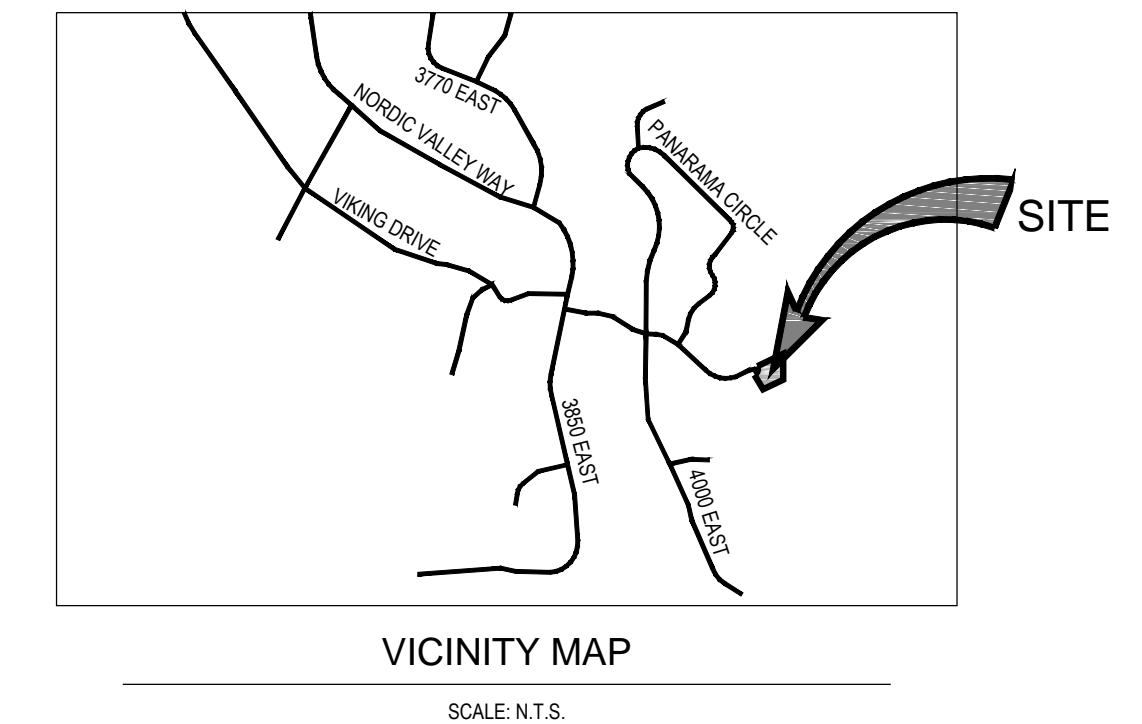 3770 EAST
NORDIC VALLEY WAY
PANARAMA CIRCLE
VIKING DRIVE
SITE
3850 EAST
4000 EAST
VICINITY MAP
SCALE: N.T.S.